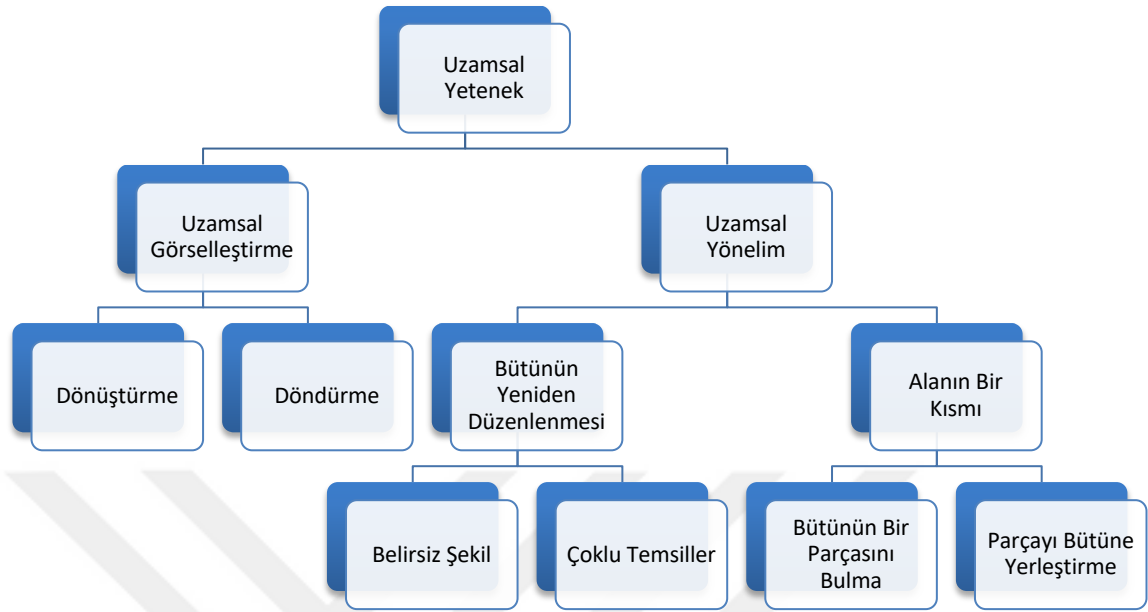 Uzamsal
Yetenek
Uzamsal
Görselleştirme
Uzamsal
Yönelim
Dönüştürme
Döndürme
Bütünün
Yeniden
Düzenlenmesi
Alanın Bir
Kısmı
Belirsiz Şekil
Çoklu Temsiller
Bütünün Bir
Parçasını
Bulma
Parçayı Bütüne
Yerleştirme